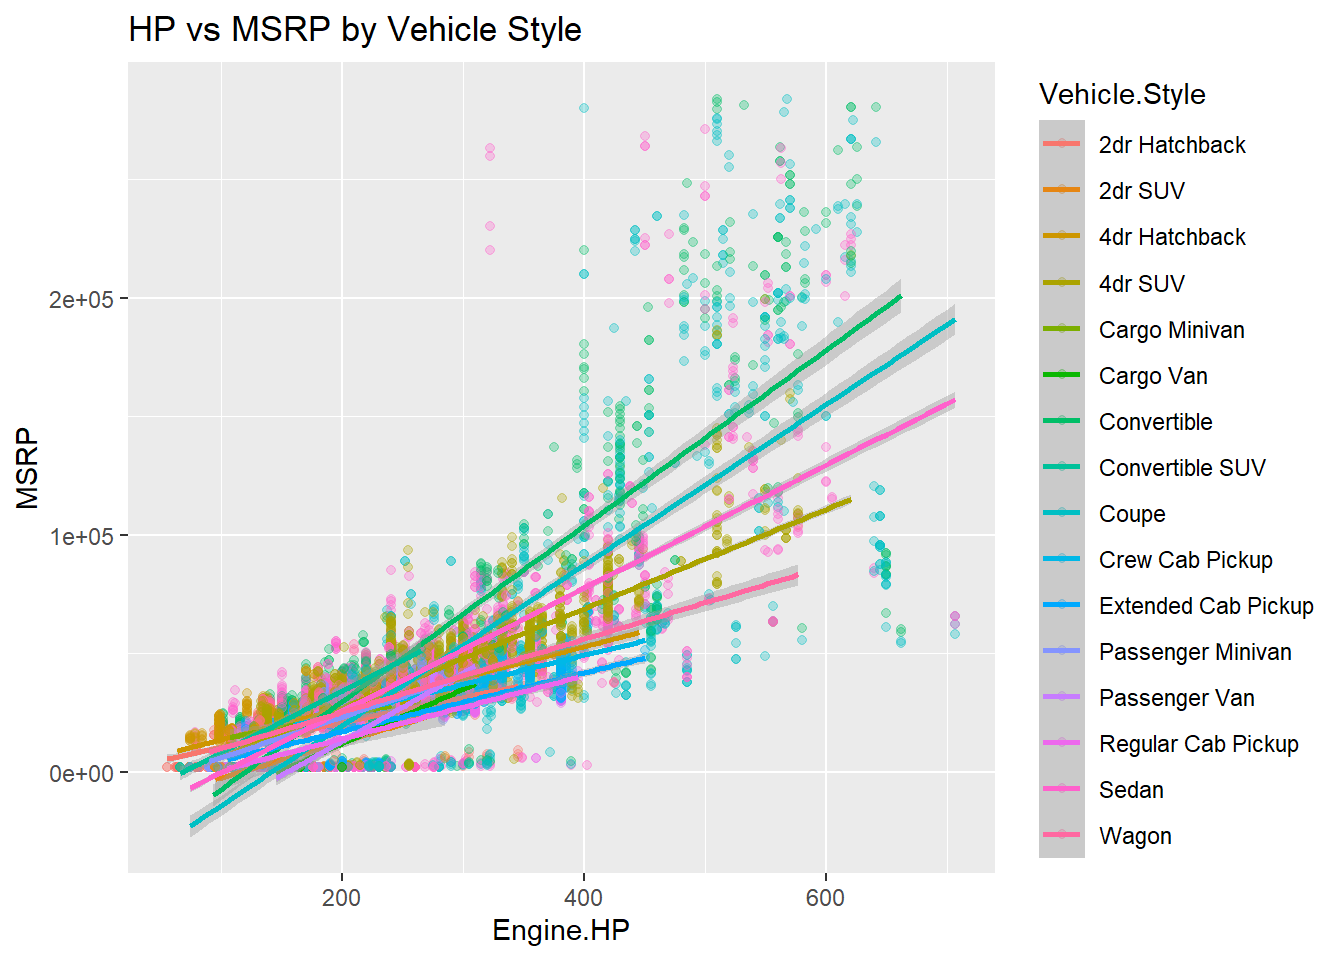 HP vs MSRP by Vehicle Style
MSRP
2e+05
1e+05
0e+00
200
400
600
Engine.HP
Vehicle.Style
2dr Hatchback
2dr SUV
4dr Hatchback
4dr SUV
Cargo Minivan
Cargo Van
Convertible
Convertible SUV
Coupe
Crew Cab Pickup
Extended Cab Pickup
Passenger Minivan
Passenger Van
Regular Cab Pickup
Sedan
Wagon